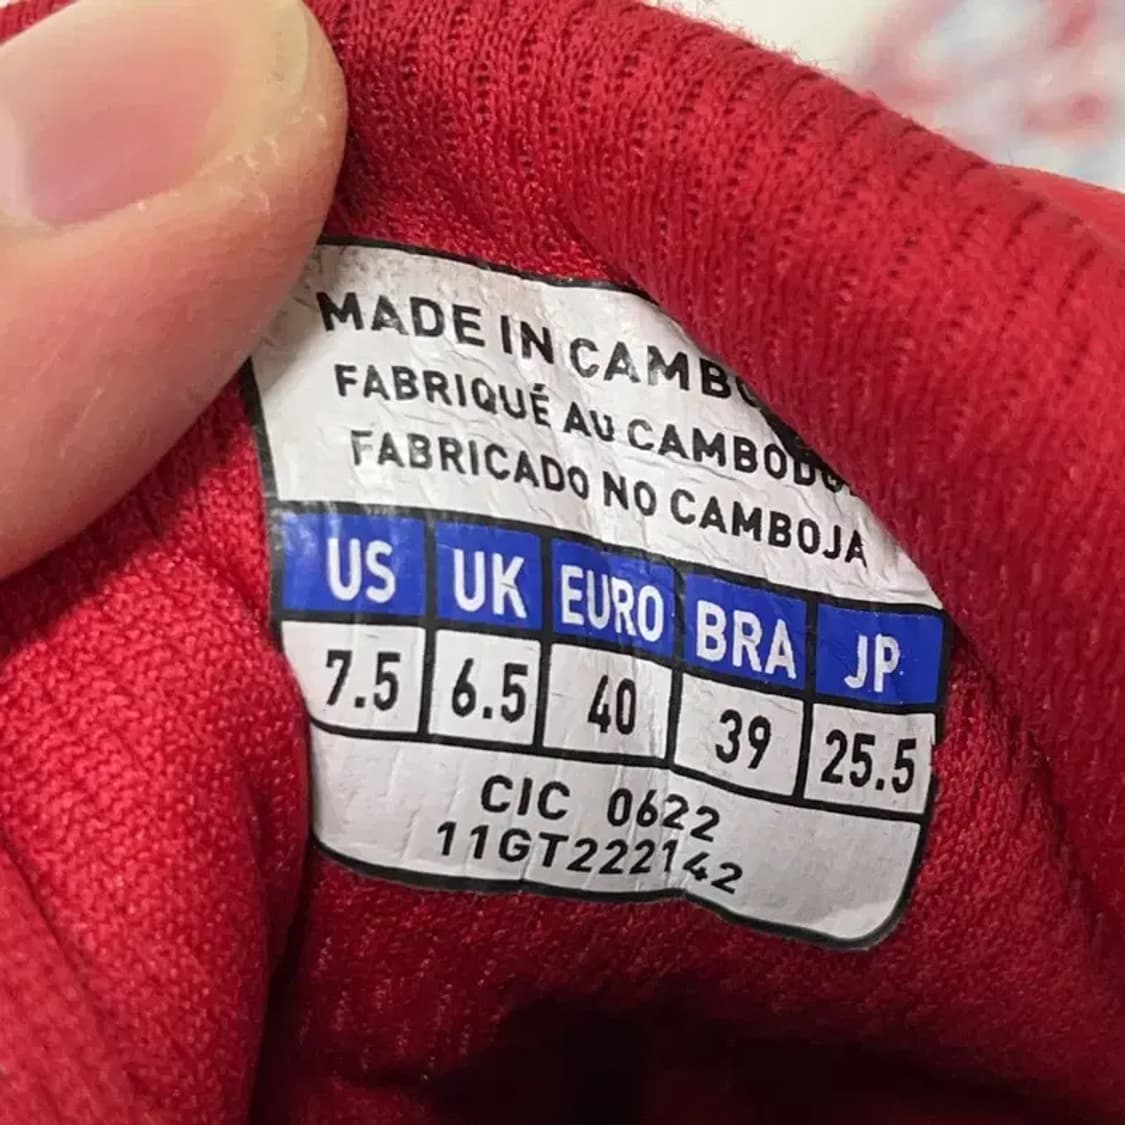 MADE IN
FABRIQUÉ AU
FABRICADO NO CAMBOJA
US UK EURO BRA JP
7.5 6.5 40 39 25.5
CIC 0622
11GT222142